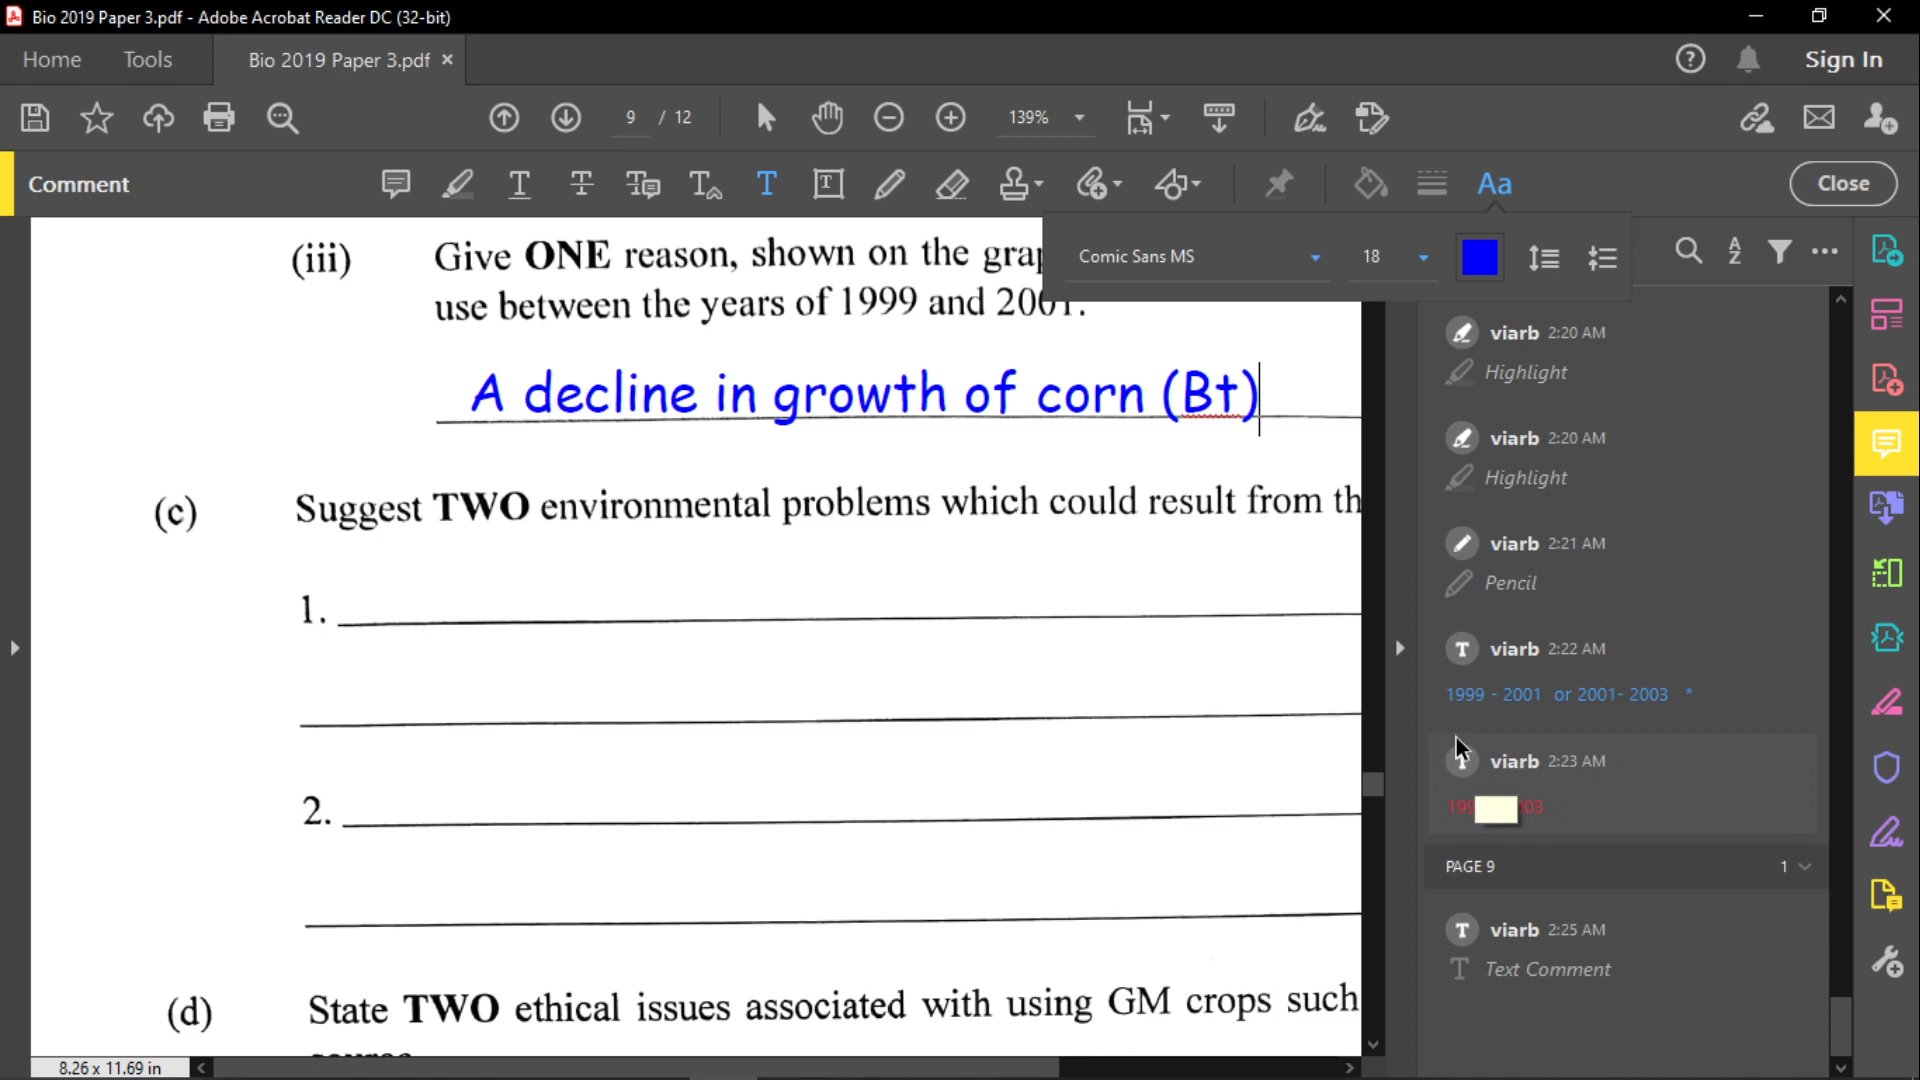 Bio 2019 Paper 3.pdf - Adobe Acrobat Reader DC (32-bit)
Home
Tools
Bio 2019 Paper 3.pdf ×
Sign In
9 / 12
139%
Comment
Aa
Close
Comic Sans MS
18
(iii) Give ONE reason, shown on the
use between the years of 1999 and 2001.
A decline in growth of corn (Bt)
(c) Suggest TWO environmental problems which could result from
1.
2.
(d) State TWO ethical issues associated with using GM crops such
viarb 2:20 AM
Highlight
viarb 2:20 AM
Highlight
viarb 2:21 AM
Pencil
viarb 2:22 AM
1999 - 2001 or 2001- 2003 *
viarb 2:23 AM
PAGE 9
1
viarb 2:25 AM
Text Comment
8.26 x 11.69 in